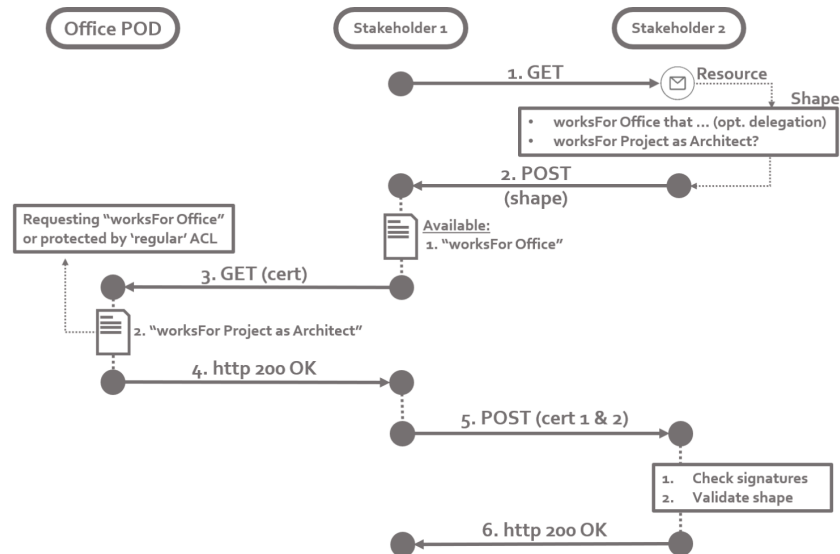 Office POD
Stakeholder 1
Stakeholder 2
1. GET
Resource
Shape
• worksFor Office that ... (opt. delegation)
• worksFor Project as Architect?
2. POST
(shape)
Requesting “worksFor Office”
or protected by ‘regular’ ACL
Available:
1. “worksFor Office”
3. GET (cert)
2. “worksFor Project as Architect”
4. http 200 OK
5. POST (cert 1 & 2)
1. Check signatures
2. Validate shape
6. http 200 OK